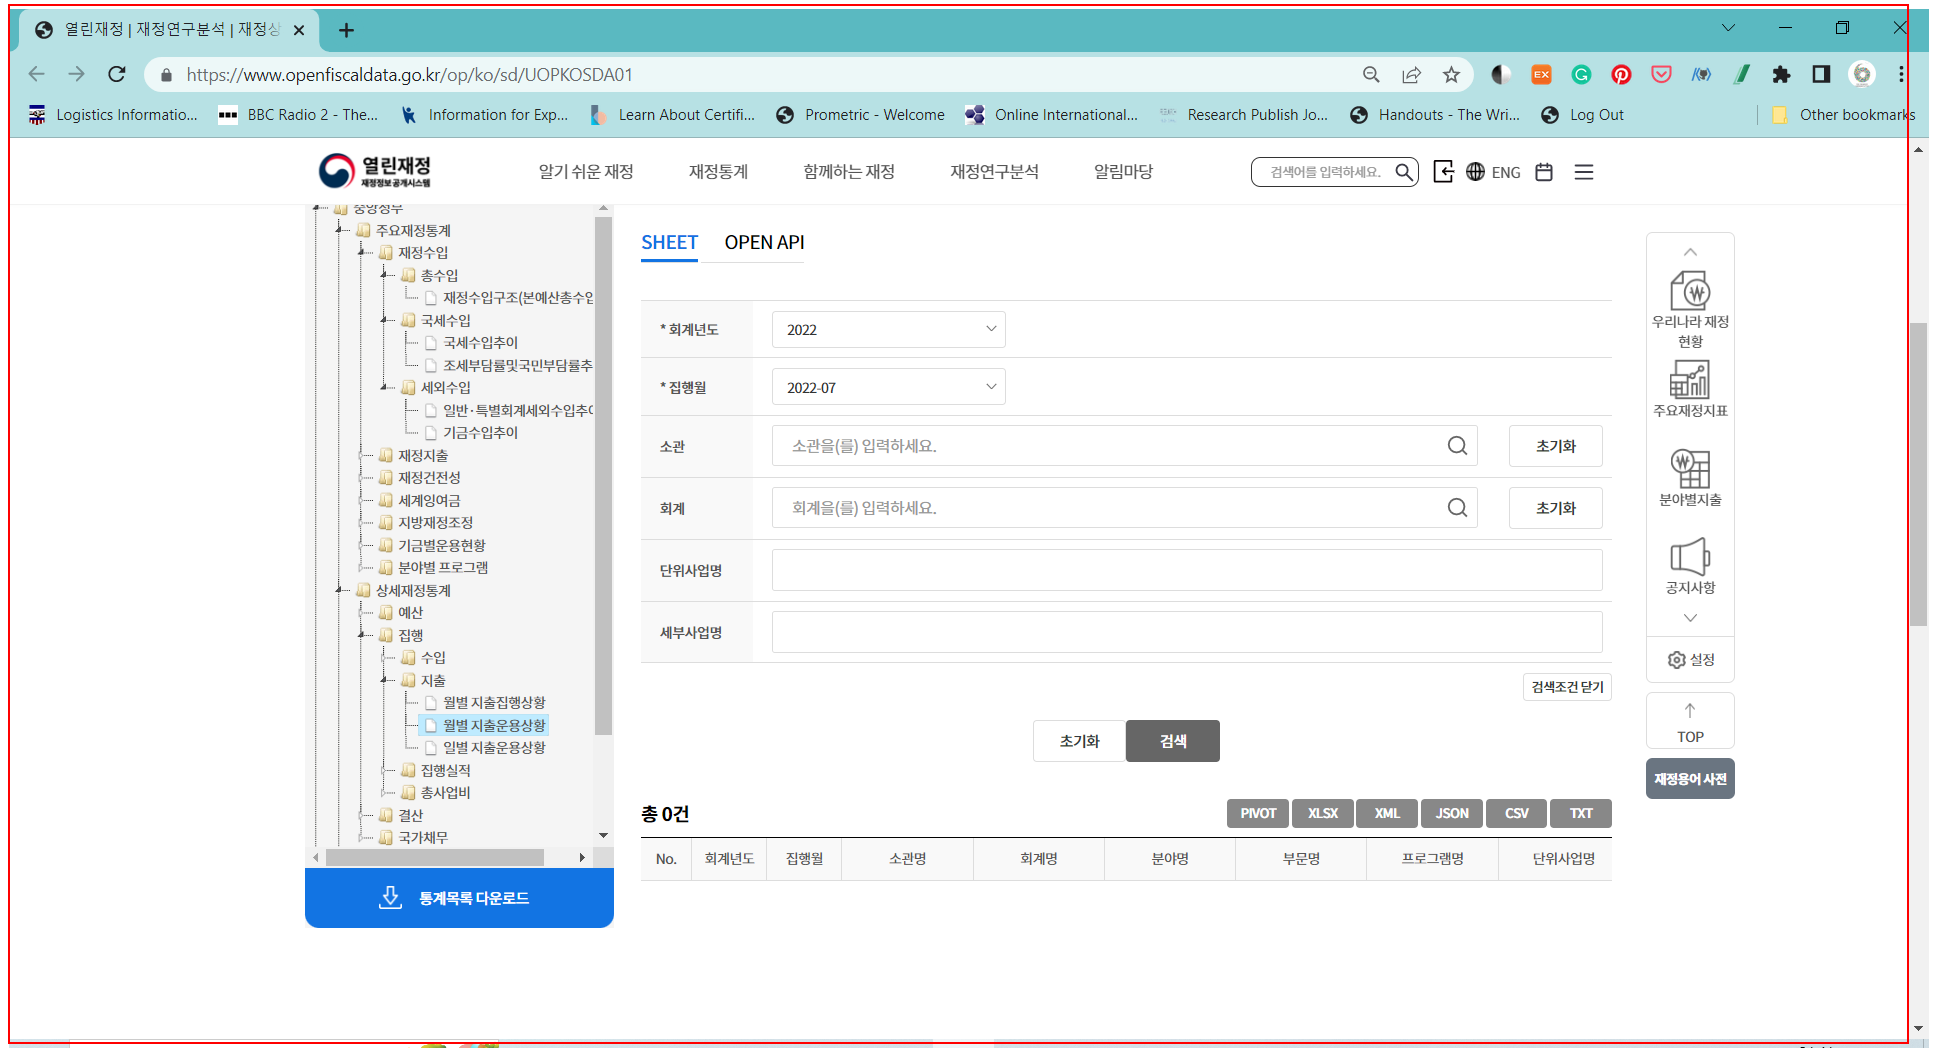 열린재정 | 재정연구분석 | 재정상
https://www.openfiscaldata.go.kr/op/ko/sd/UOPKOSDA01
Logistics Informatio... BBC Radio 2 - The... Information for Exp... Learn About Certifi... Prometric - Welcome Online International... Research Publish Jo... Handouts - The Wri... Log Out Other bookmarks
열린재정
재정정보공개시스템
알기 쉬운 재정 재정통계 함께하는 재정 재정연구분석 알림마당 검색어를 입력하세요. ENG
중앙정부
주요재정통계
재정수입
총수입
재정수입구조(본예산총수입
국세수입
국세수입추이
조세부담률및국민부담률추
세외수입
일반·특별회계세외수입추이
기금수입추이
재정지출
재정건전성
세계잉여금
지방재정조정
기금별운용현황
분야별 프로그램
상세재정통계
예산
집행
수입
지출
월별 지출집행상황
월별 지출운용상황
일별 지출운용상황
집행실적
총사업비
결산
국가채무
통계목록 다운로드
SHEET OPEN API
* 회계년도 2022
* 집행월 2022-07
소관 소관을(를) 입력하세요. 초기화
회계 회계을(를) 입력하세요. 초기화
단위사업명
세부사업명
검색조건 닫기
초기화 검색
총 0건 PIVOT XLSX XML JSON CSV TXT
No. 회계년도 집행월 소관명 회계명 분야명 부문명 프로그램명 단위사업명
우리나라 재정
현황
주요재정지표
분야별지출
공지사항
설정
TOP
재정용어 사전